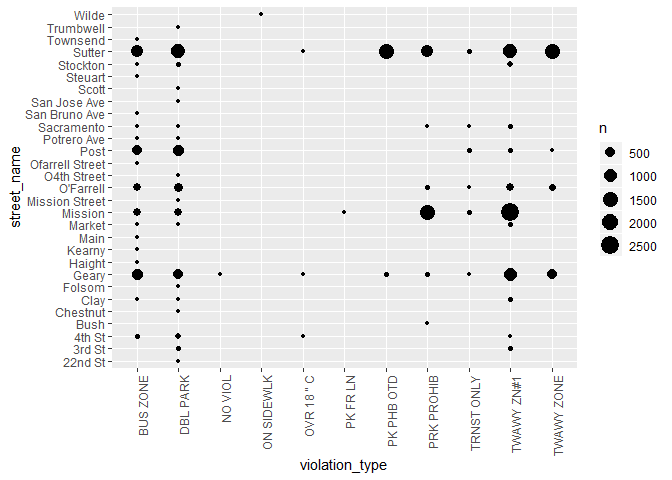 Wilde
Trumbwell
Townsend
Sutter
Stockton
Steuart
Scott
San Jose Ave
San Bruno Ave
Sacramento
Potrero Ave
Post
Ofarrell Street
O4th Street
O'Farrell
Mission Street
Mission
Market
Main
Kearny
Haight
Geary
Folsom
Clay
Chestnut
Bush
4th St
3rd St
22nd St
street_name
BUS ZONE
DBL PARK
NO VIOL
ON SIDEWLK
OVR 18 " C
PK FR LN
PK PHB OTD
PRK PROHIB
TRNST ONLY
TWAWY ZN#1
TWAWY ZONE
violation_type
n
500
1000
1500
2000
2500